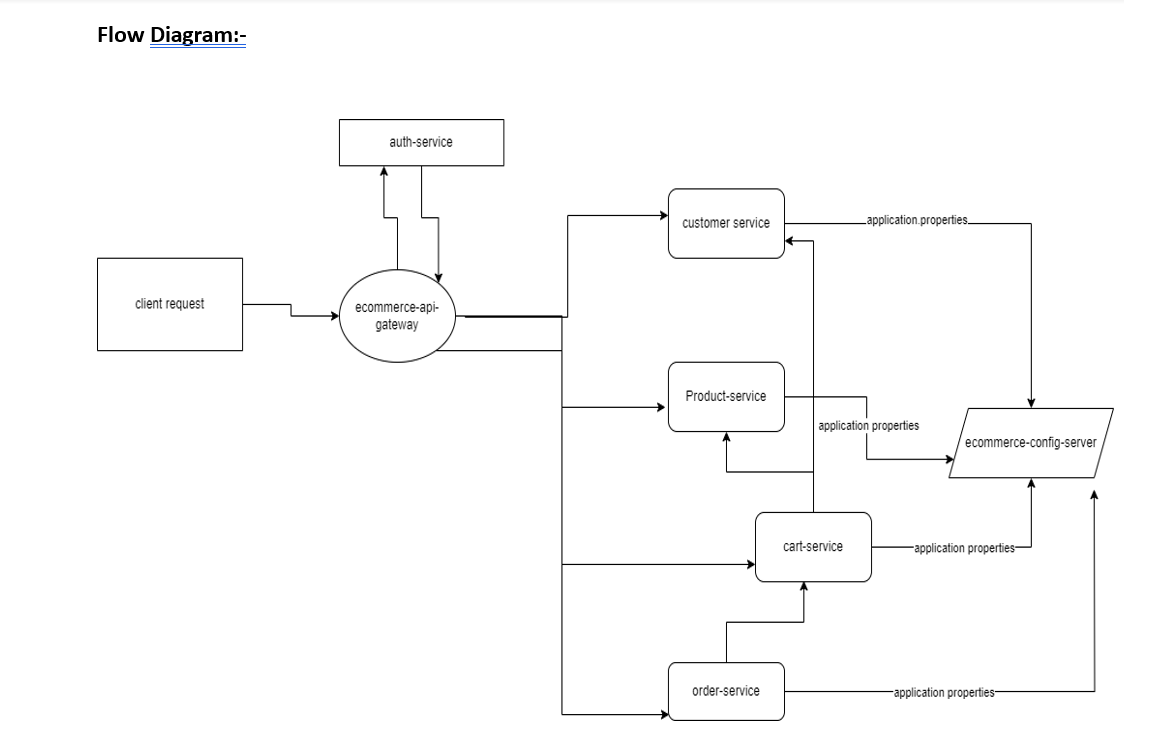 Flow Diagram:-
auth-service
customer service
application.properties
client request
ecommerce-api-
gateway
Product-service
application properties
ecommerce-config-server
cart-service
application properties
order-service
application properties